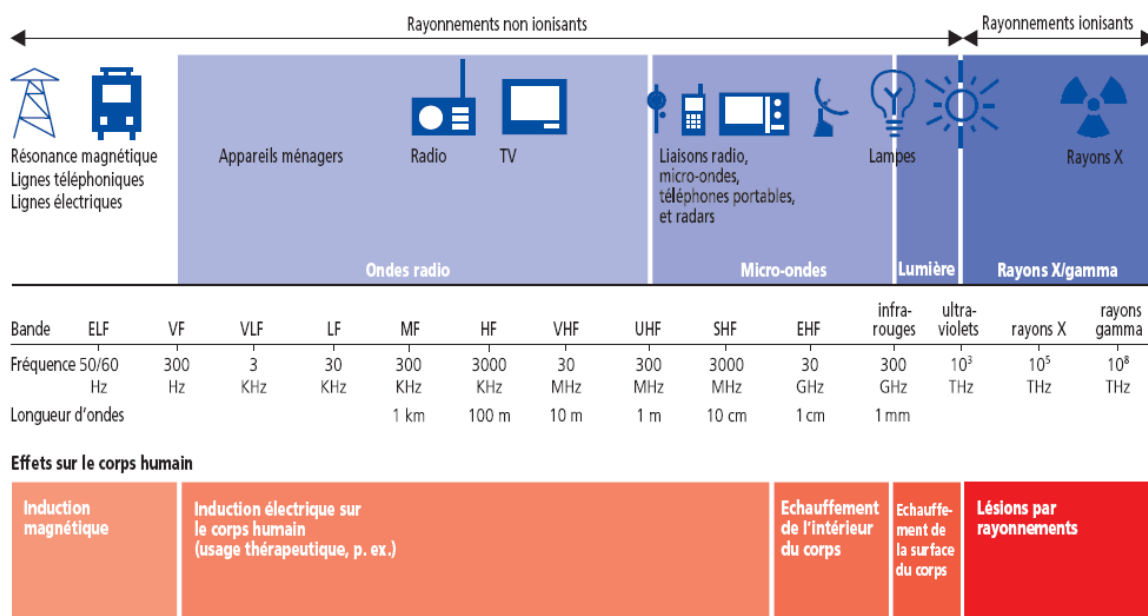 Rayonnements non ionisants
Rayonnements ionisants
Résonance magnétique
Lignes téléphoniques
Lignes électriques
Appareils ménagers
Radio
TV
Liaisons radio,
micro-ondes,
téléphones portables,
et radars
Lampes
Rayons X
Ondes radio
Micro-ondes
Lumière
Rayons X/gamma
Bande ELF VF VLF LF MF HF VHF UHF SHF EHF infra-rouges ultra-violets rayons X rayons gamma
Fréquence 50/60 300 3 30 300 3000 30 300 3000 30 300 10³ 10⁵ 10⁸
Hz Hz KHz KHz KHz KHz MHz MHz MHz GHz GHz THz THz THz
Longueur d'ondes 1 km 100 m 10 m 1 m 10 cm 1 cm 1 mm
Effets sur le corps humain
Induction
magnétique
Induction électrique sur
le corps humain
(usage thérapeutique, p. ex.)
Echauffement
de l'intérieur
du corps
Echauffe-
ment de
la surface
du corps
Lésions par
rayonnements